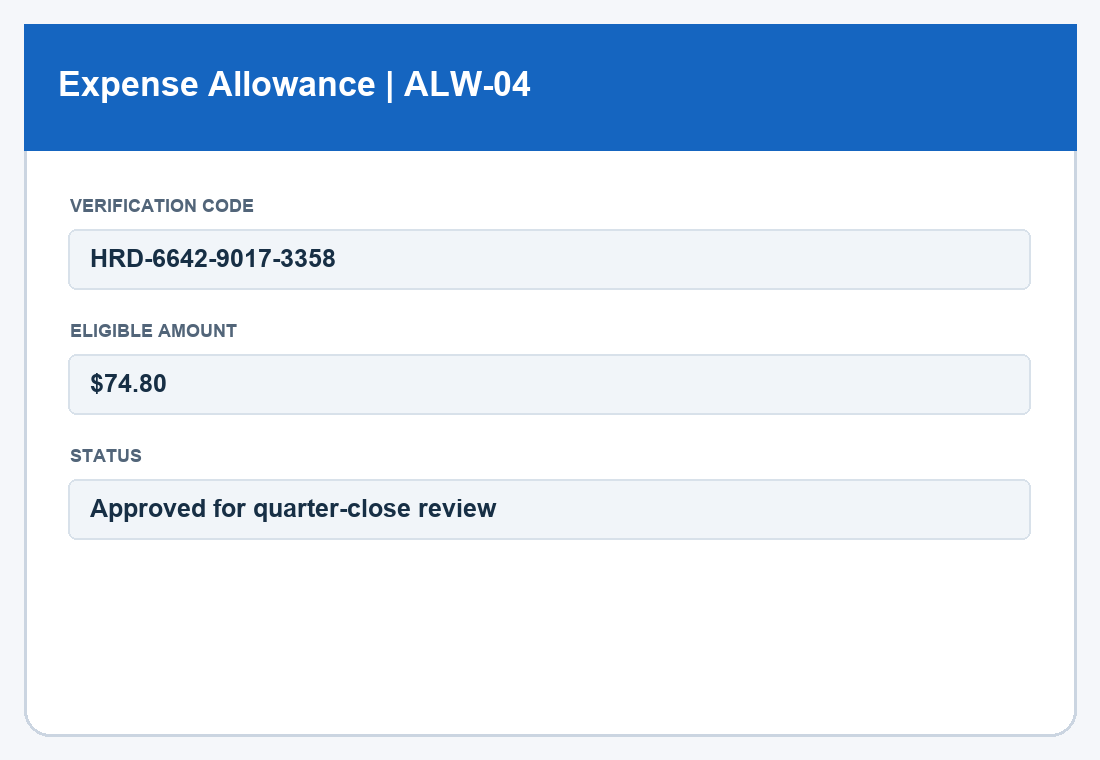 Expense Allowance | ALW-04
VERIFICATION CODE
HRD-6642-9017-3358
ELIGIBLE AMOUNT
$74.80
STATUS
Approved for quarter-close review